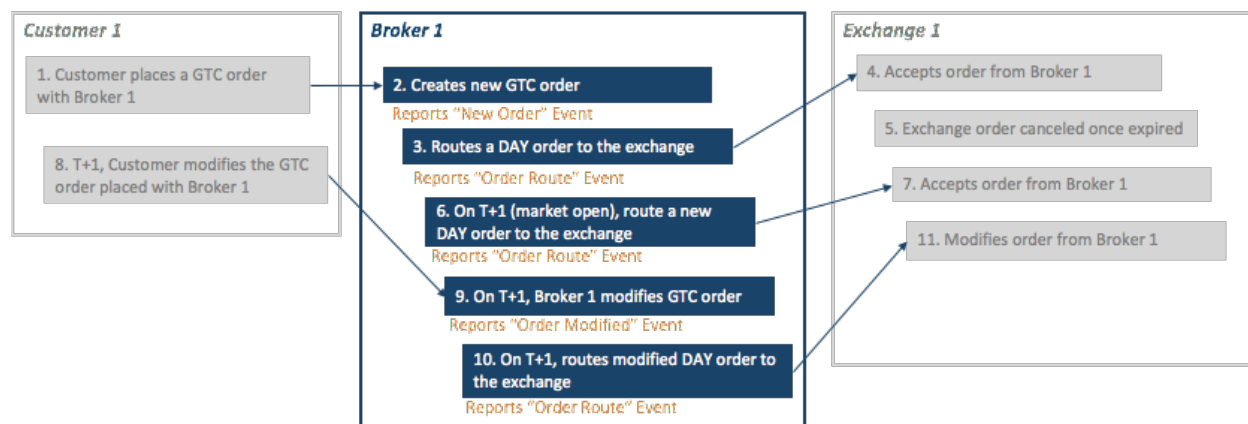 Customer 1
1. Customer places a GTC order
with Broker 1
8. T+1, Customer modifies the GTC
order placed with Broker 1
Broker 1
2. Creates new GTC order
Reports "New Order" Event
3. Routes a DAY order to the exchange
Reports "Order Route" Event
6. On T+1 (market open), route a new
DAY order to the exchange
Reports "Order Route" Event
9. On T+1, Broker 1 modifies GTC order
Reports "Order Modified" Event
10. On T+1, routes modified DAY order to
the exchange
Reports "Order Route" Event
Exchange 1
4. Accepts order from Broker 1
5. Exchange order canceled once expired
7. Accepts order from Broker 1
11. Modifies order from Broker 1